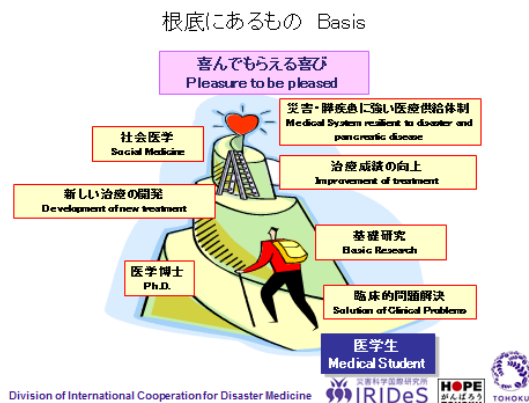 根底にあるもの Basis
喜んでもらえる喜び
Pleasure to be pleased
災害・膵疾患に強い医療供給体制
Medical System resilient to disaster and
pancreatic disease
社会医学
Social Medicine
治療成績の向上
Improvement of treatment
新しい治療の開発
Development of new treatment
基礎研究
Basic Research
医学博士
Ph.D.
臨床的問題解決
Solution of Clinical Problems
医学生
Medical Student
Division of International Cooperation for Disaster Medicine
災害科学国際研究所
IRIDeS
HOPE
がんばろう
TOHOKU